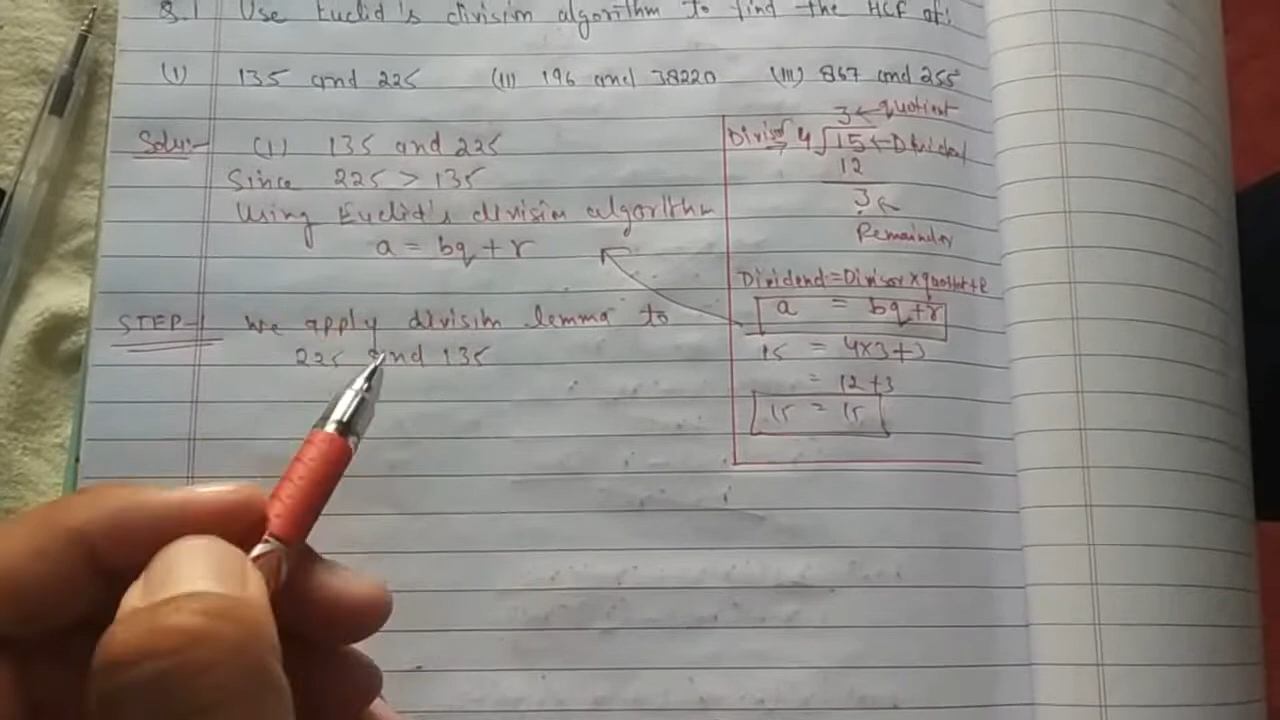 Q.1 Use Euclid's division algorithm to find the HCF of:
(I) 135 and 225 (II) 196 and 38220 (III) 867 and 255
Solu:- (I) 135 and 225
Since 225 > 135
Using Euclid's division algorithm
a = bq + r
STEP-1 We apply division lemma to
225 and 135
3 ← quotient
Divisor → 4 √15 ← Dividend
12
3 ←
Remainder
Dividend = Divisor × quotient + R
a = bq + r
15 = 4×3+3
= 12+3
15 = 15